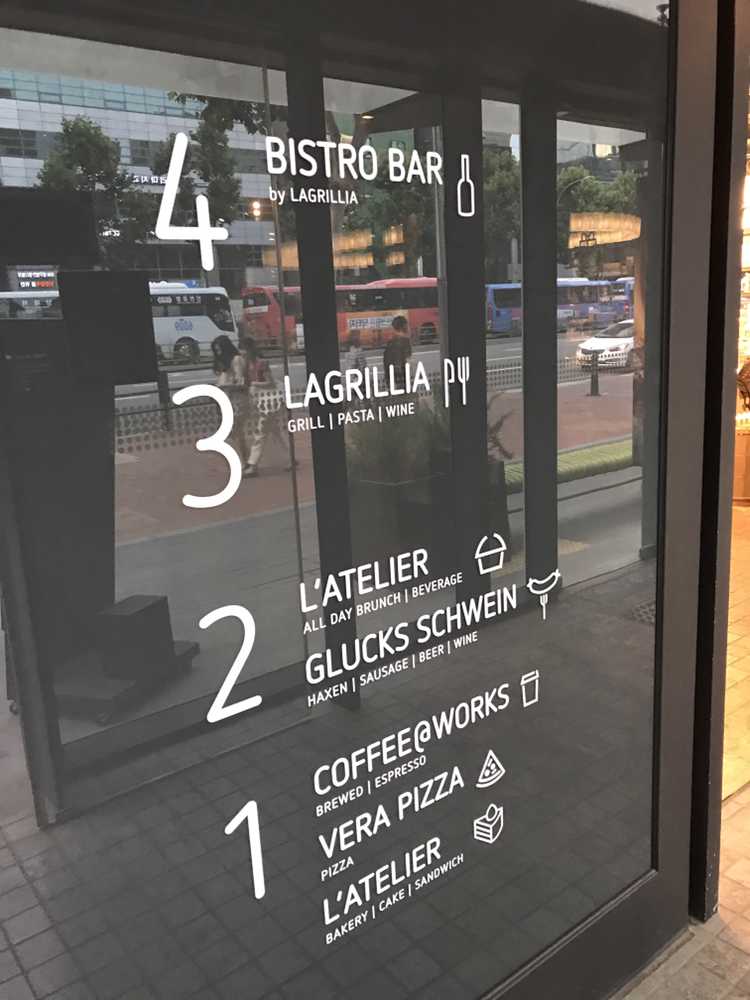 4
BISTRO BAR
by LAGRILLIA
3
LAGRILLIA
GRILL | PASTA | WINE
2
L'ATELIER
ALL DAY BRUNCH | BEVERAGE
GLUCKS SCHWEIN
HAXEN | SAUSAGE | BEER | WINE
1
COFFEE@WORKS
BREWED | ESPRESSO
VERA PIZZA
PIZZA
L'ATELIER
BAKERY | CAKE | SANDWICH